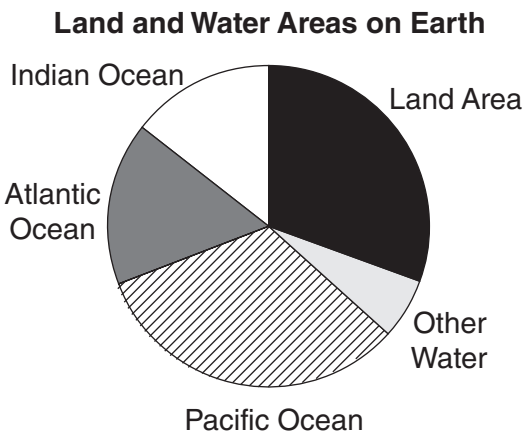 Land and Water Areas on Earth
Indian Ocean
Land Area
Atlantic
Ocean
Other
Water
Pacific Ocean